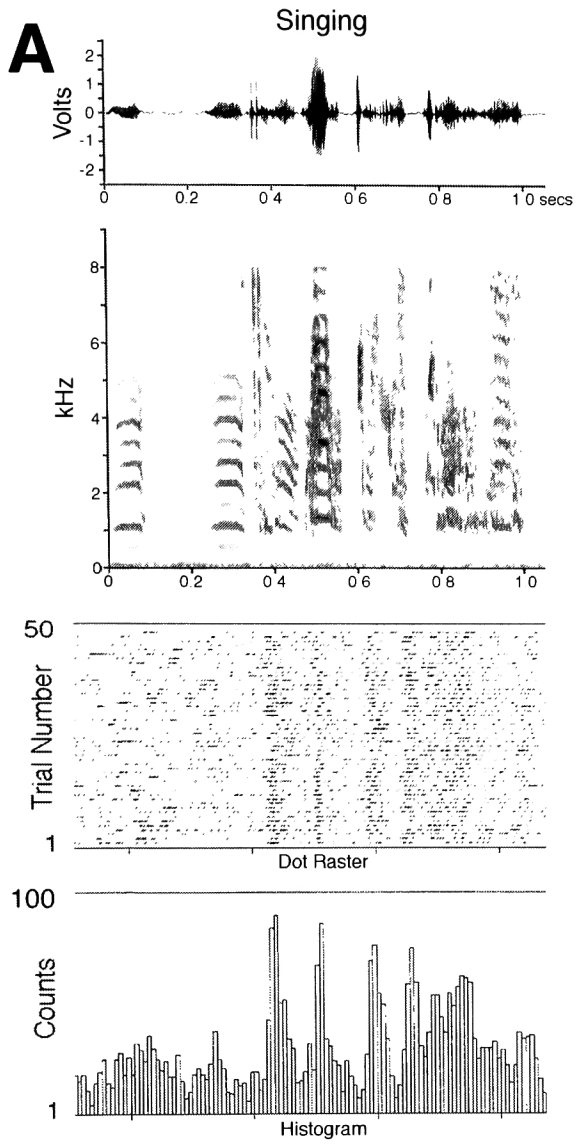 Singing
A
Volts
2
1
0
-1
-2
0 0.2 0 4 0 6 0 8 1 0 secs
kHz
8
6
4
2
0
0 0.2 0 4 0 6 0 8 1 0
50
Trial Number
1
Dot Raster
100
Counts
1
Histogram